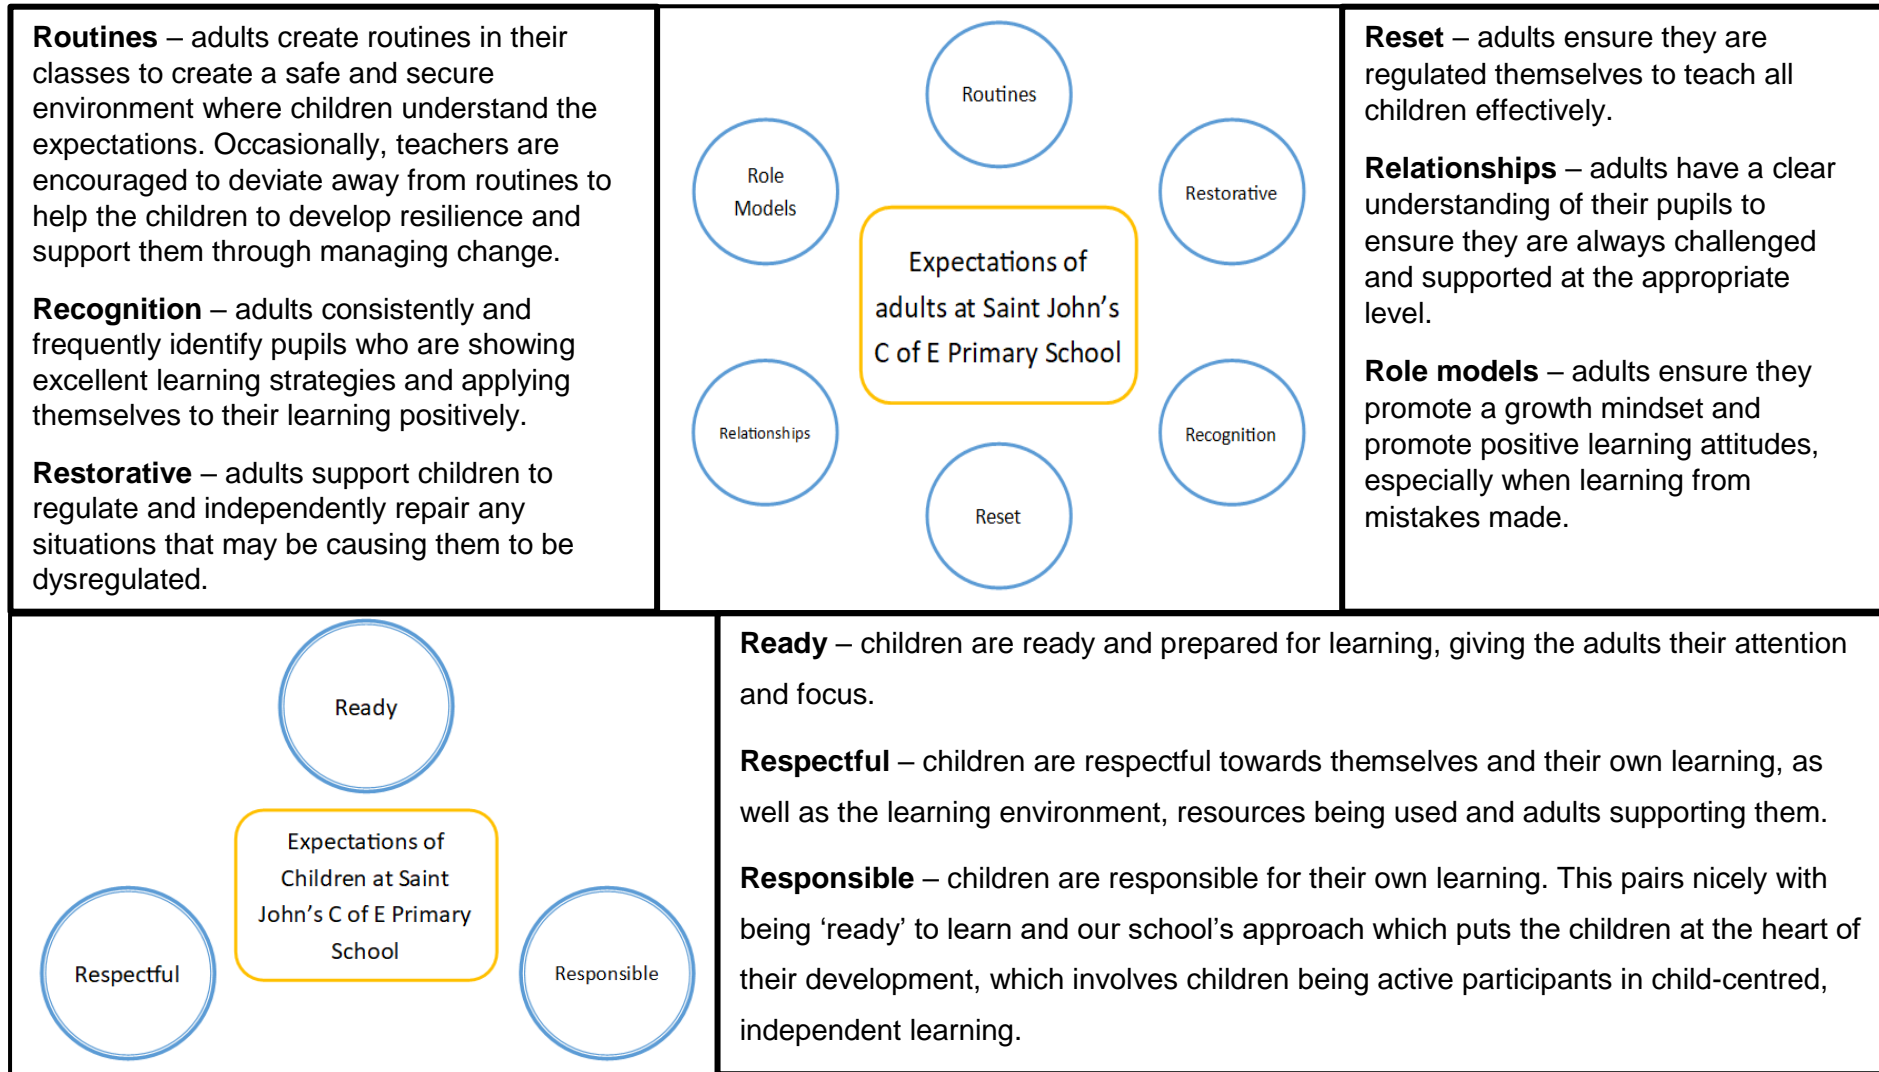 Routines – adults create routines in their
classes to create a safe and secure
environment where children understand the
expectations. Occasionally, teachers are
encouraged to deviate away from routines to
help the children to develop resilience and
support them through managing change.
Recognition – adults consistently and
frequently identify pupils who are showing
excellent learning strategies and applying
themselves to their learning positively.
Restorative – adults support children to
regulate and independently repair any
situations that may be causing them to be
dysregulated.
Routines
Role
Models
Restorative
Expectations of
adults at Saint John’s
C of E Primary School
Relationships
Recognition
Reset
Reset – adults ensure they are
regulated themselves to teach all
children effectively.
Relationships – adults have a clear
understanding of their pupils to
ensure they are always challenged
and supported at the appropriate
level.
Role models – adults ensure they
promote a growth mindset and
promote positive learning attitudes,
especially when learning from
mistakes made.
Ready
Expectations of
Children at Saint
John’s C of E Primary
School
Respectful
Responsible
Ready – children are ready and prepared for learning, giving the adults their attention
and focus.
Respectful – children are respectful towards themselves and their own learning, as
well as the learning environment, resources being used and adults supporting them.
Responsible – children are responsible for their own learning. This pairs nicely with
being ‘ready’ to learn and our school’s approach which puts the children at the heart of
their development, which involves children being active participants in child-centred,
independent learning.